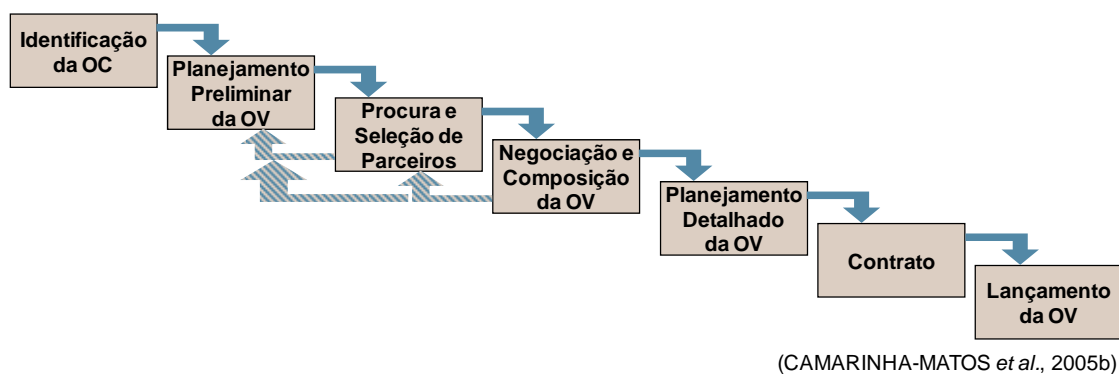 Identificação
da OC
Planejamento
Preliminar
da OV
Procura e
Seleção de
Parceiros
Negociação e
Composição
da OV
Planejamento
Detalhado
da OV
Contrato
Lançamento
da OV
(CAMARINHA-MATOS et al., 2005b)